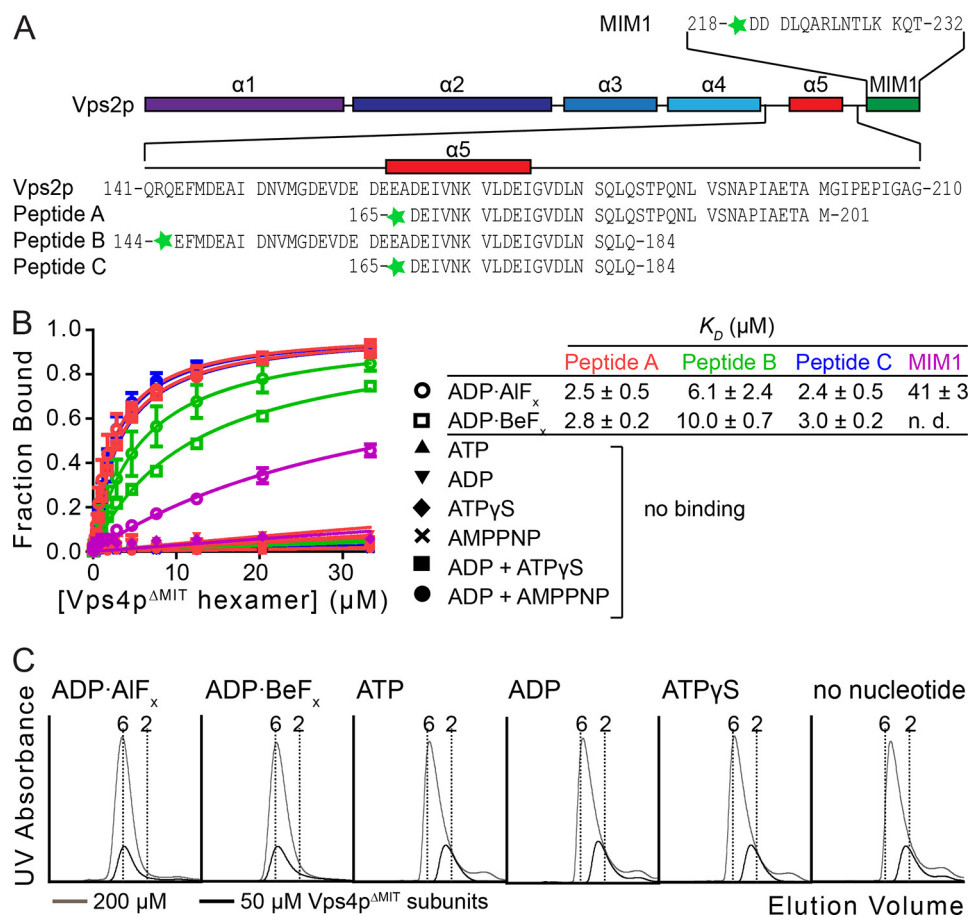 A
MIM1 218- DD DLQARLNTLK KQT-232
α1 α2 α3 α4 α5 MIM1
Vps2p
α5
Vps2p 141-QRQEFMDEAI DNVMGDEVDE DEEADEIVNK VLDEIGVDLN SQLQSTPQNL VSNAPIAETA MGIPEPIGAG-210
Peptide A 165- DEIVNK VLDEIGVDLN SQLQSTPQNL VSNAPIAETA M-201
Peptide B 144- EFMDEAI DNVMGDEVDE DEEADEIVNK VLDEIGVDLN SQLQ-184
Peptide C 165- DEIVNK VLDEIGVDLN SQLQ-184
B
Fraction Bound
1.0
0.8
0.6
0.4
0.2
0.0
0 10 20 30
[Vps4pΔMIT hexamer] (µM)
KD (µM)
Peptide A Peptide B Peptide C MIM1
ADP·AlFx 2.5 ± 0.5 6.1 ± 2.4 2.4 ± 0.5 41 ± 3
ADP·BeFx 2.8 ± 0.2 10.0 ± 0.7 3.0 ± 0.2 n. d.
ATP
ADP
ATPγS
AMPPNP
ADP + ATPγS
ADP + AMPPNP
no binding
C
UV Absorbance
ADP·AlFx ADP·BeFx ATP ADP ATPγS no nucleotide
6 2 6 2 6 2 6 2 6 2 6 2
200 µM 50 µM Vps4pΔMIT subunits
Elution Volume